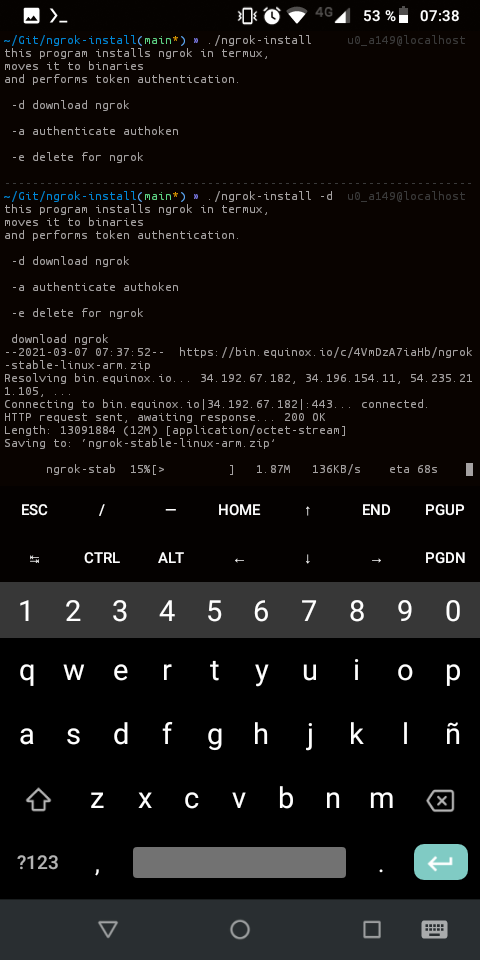 4G 53 % 07:38
~/Git/ngrok-install(main*) » ./ngrok-install u0_a149@localhost
this program installs ngrok in termux,
moves it to binaries
and performs token authentication.
-d download ngrok
-a authenticate authoken
-e delete for ngrok
--------------------------------------------------------------------
~/Git/ngrok-install(main*) » ./ngrok-install -d u0_a149@localhost
this program installs ngrok in termux,
moves it to binaries
and performs token authentication.
-d download ngrok
-a authenticate authoken
-e delete for ngrok
download ngrok
--2021-03-07 07:37:52--  https://bin.equinox.io/c/4VmDzA7iaHb/ngrok
-stable-linux-arm.zip
Resolving bin.equinox.io... 34.192.67.182, 34.196.154.11, 54.235.21
1.105, ...
Connecting to bin.equinox.io|34.192.67.182|:443... connected.
HTTP request sent, awaiting response... 200 OK
Length: 13091884 (12M) [application/octet-stream]
Saving to: ‘ngrok-stable-linux-arm.zip’
ngrok-stab 15%[> ] 1.87M 136KB/s eta 68s
ESC / — HOME ↑ END PGUP
↹ CTRL ALT ← ↓ → PGDN
1 2 3 4 5 6 7 8 9 0
q w e r t y u i o p
a s d f g h j k l ñ
z x c v b n m
?123 , .